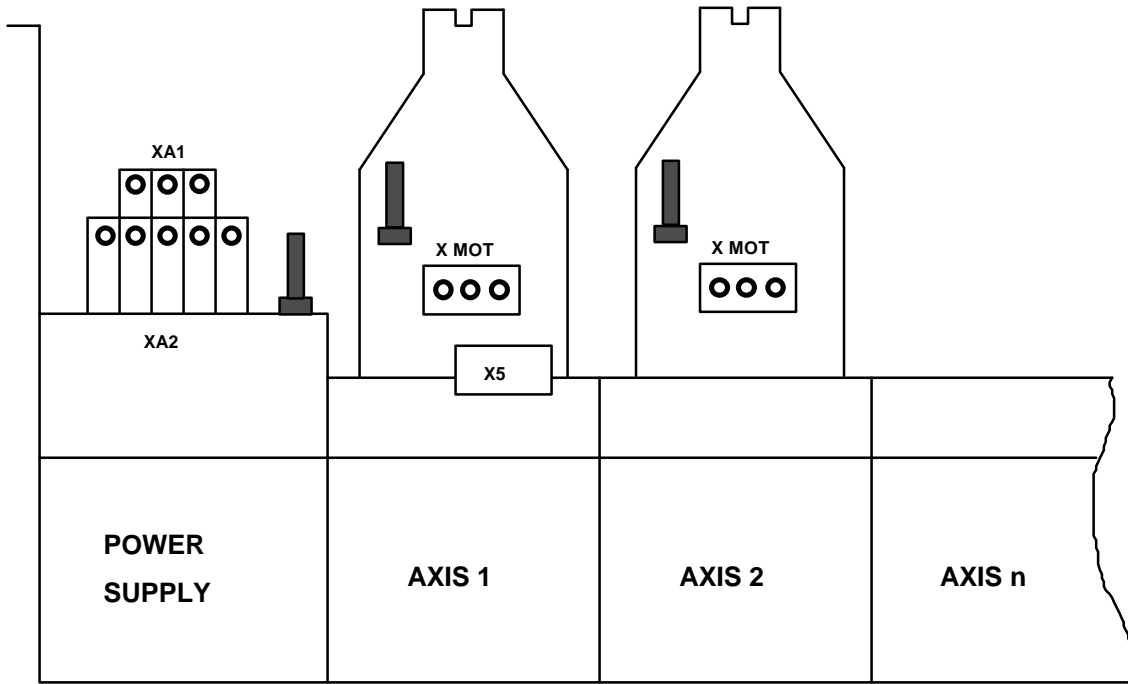 XA1
X MOT
X MOT
XA2
X5
POWER
SUPPLY
AXIS 1
AXIS 2
AXIS n